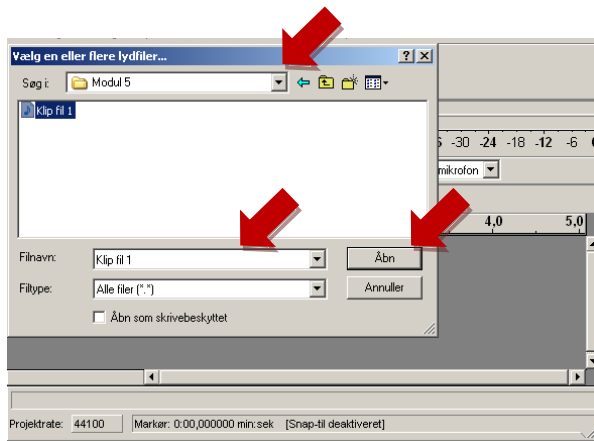 Vælg en eller flere lydfiler...
Søg i: Modul 5
Klip fil 1
-30 -24 -18 -12 -6
mikrofon
4,0 5,0
Filnavn: Klip fil 1 Åbn
Filtype: Alle filer (*.*) Annuller
Åbn som skrivebeskyttet
Projektrate: 44100 Markør: 0:00,000000 min:sek [Snap-til deaktiveret]